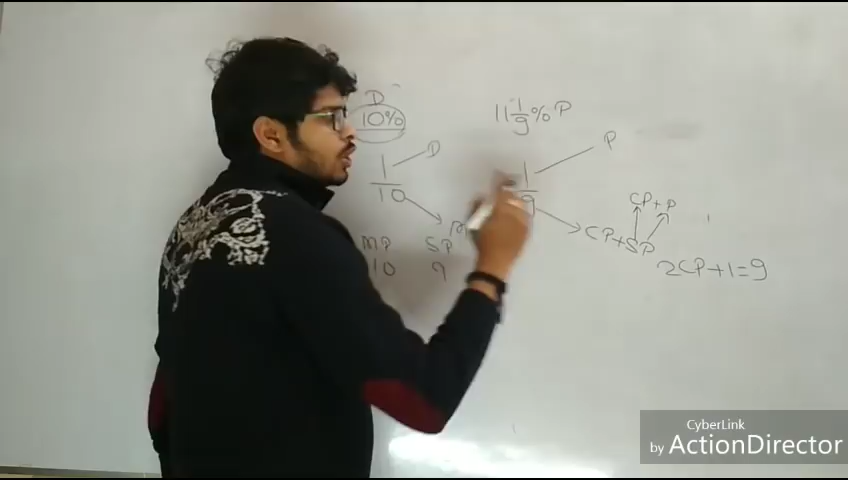 D
10%
11 1/9 % P
1/10
D
1/9
P
M
CP+SP
CP+P
MP SP
10 9
2CP+1=9
CyberLink
by ActionDirector